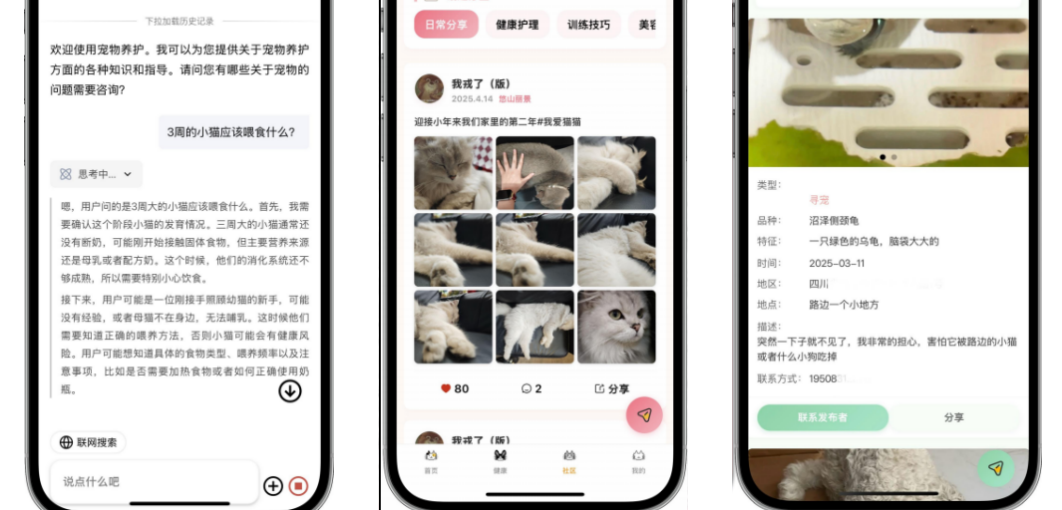 下拉加载历史记录
欢迎使用宠物养护。我可以为您提供关于宠物养护
方面的各种知识和指导。请问您有哪些关于宠物的
问题需要咨询?
3周的小猫应该喂食什么?
思考中...
嗯,用户问的是3周大的小猫应该喂食什么。首先,我需
要确认这个阶段小猫的发育情况。三周大的小猫通常还
没有断奶,可能刚开始接触固体食物,但主要营养来源
还是母乳或者配方奶。这个时候,他们的消化系统还不
够成熟,所以需要特别小心饮食。
接下来,用户可能是一位刚接手照顾幼猫的新手,可能
没有经验,或者母猫不在身边,无法哺乳。这时候他们
需要知道正确的喂养方法,否则小猫可能会有健康风
险。用户可能想知道具体的食物类型、喂养频率以及注
意事项,比如是否需要加热食物或者如何正确使用奶
瓶。
联网搜索
说点什么吧
日常分享
健康护理
训练技巧
美容
我戎了(版)
2025.4.14
迎接小年来我们家里的第二年#我爱猫猫
80
2
分享
我戎了(版)
首页
健康
社区
我的
类型:
寻宠
品种: 沼泽侧颈龟
特征: 一只绿色的乌龟,脑袋大大的
时间: 2025-03-11
地区: 四川
地点: 路边一个小地方
描述:
突然一下子就不见了,我非常的担心,害怕它被路边的小猫
或者什么小狗吃掉
联系方式: 19508
联系发布者
分享